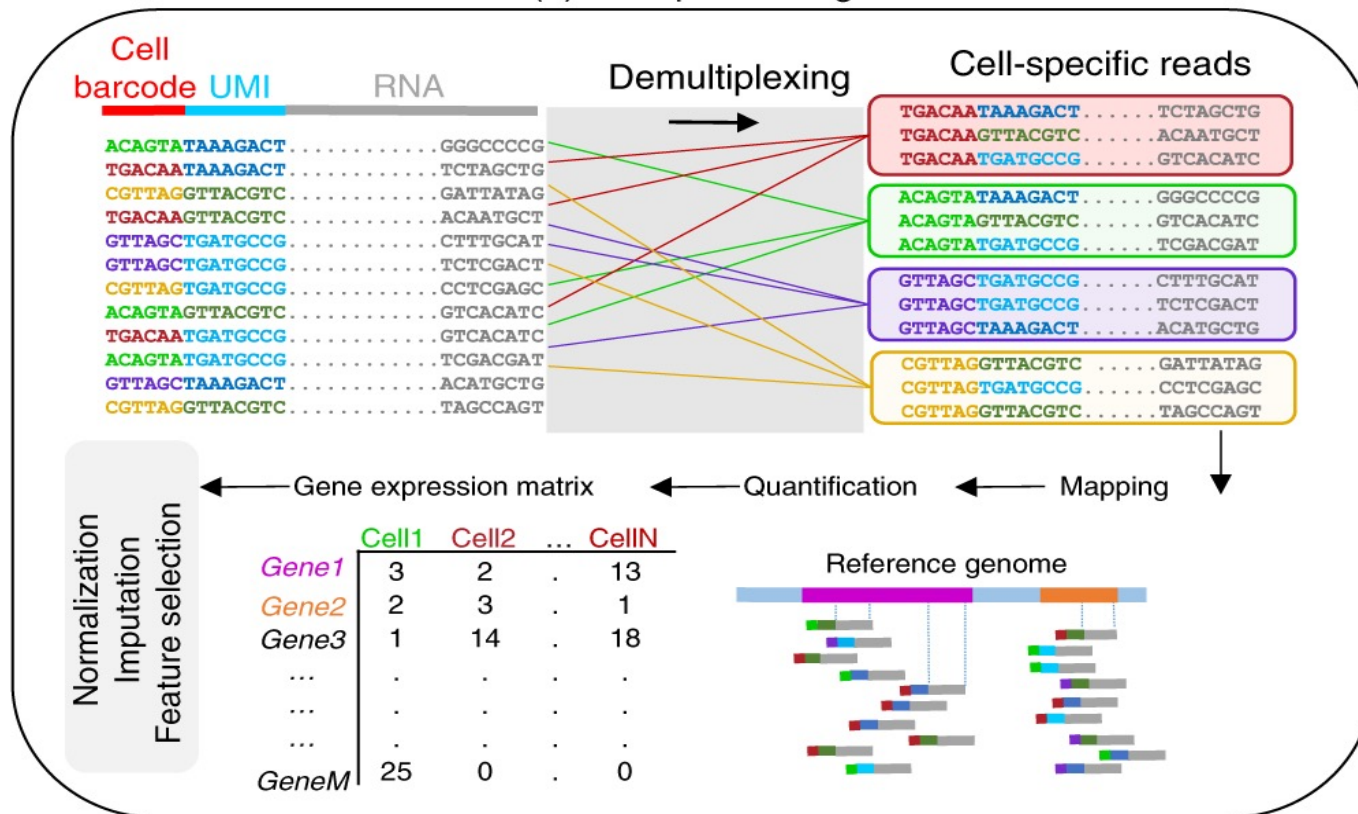 Cell
barcode UMI RNA
Demultiplexing
Cell-specific reads
ACAGTATAAAGACT............GGGCCCCG
TGACAATAAAGACT............TCTAGCTG
CGTTAGGTTACGTC............GATTATAG
TGACAAGTTACGTC............ACAATGCT
GTTAGCTGATGCCG............CTTTGCAT
GTTAGCTGATGCCG............TCTCGACT
CGTTAGTGATGCCG............CCTCGAGC
ACAGTAGTTACGTC............GTCACATC
TGACAATGATGCCG............GTCACATC
ACAGTATGATGCCG............TCGACGAT
GTTAGCTAAAGACT............ACATGCTG
CGTTAGGTTACGTC............TAGCCAGT
TGACAATAAAGACT......TCTAGCTG
TGACAAGTTACGTC......ACAATGCT
TGACAATGATGCCG......GTCACATC
ACAGTATAAAGACT......GGGCCCCG
ACAGTAGTTACGTC......GTCACATC
ACAGTATGATGCCG......TCGACGAT
GTTAGCTGATGCCG......CTTTGCAT
GTTAGCTGATGCCG......TCTCGACT
GTTAGCTAAAGACT......ACATGCTG
CGTTAGGTTACGTC......GATTATAG
CGTTAGTGATGCCG......CCTCGAGC
CGTTAGGTTACGTC......TAGCCAGT
Mapping
Quantification
Gene expression matrix
Normalization
Imputation
Feature selection
Cell1 Cell2 ... CellN
Gene1 3 2 . 13
Gene2 2 3 . 1
Gene3 1 14 . 18
... . . . .
... . . . .
... . . . .
GeneM 25 0 . 0
Reference genome